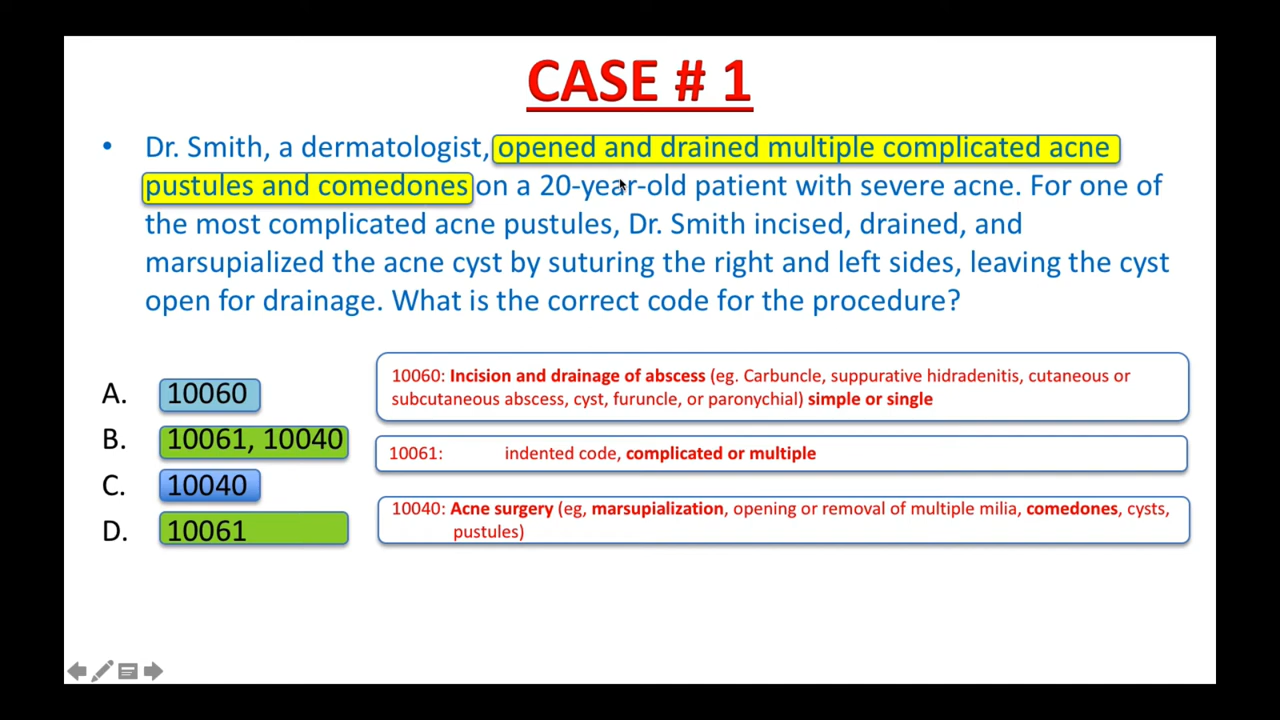 CASE # 1
• Dr. Smith, a dermatologist, opened and drained multiple complicated acne
pustules and comedones on a 20-year-old patient with severe acne. For one of
the most complicated acne pustules, Dr. Smith incised, drained, and
marsupialized the acne cyst by suturing the right and left sides, leaving the cyst
open for drainage. What is the correct code for the procedure?
A. 10060
B. 10061, 10040
C. 10040
D. 10061
10060: Incision and drainage of abscess (eg. Carbuncle, suppurative hidradenitis, cutaneous or
subcutaneous abscess, cyst, furuncle, or paronychial) simple or single
10061: indented code, complicated or multiple
10040: Acne surgery (eg, marsupialization, opening or removal of multiple milia, comedones, cysts,
pustules)